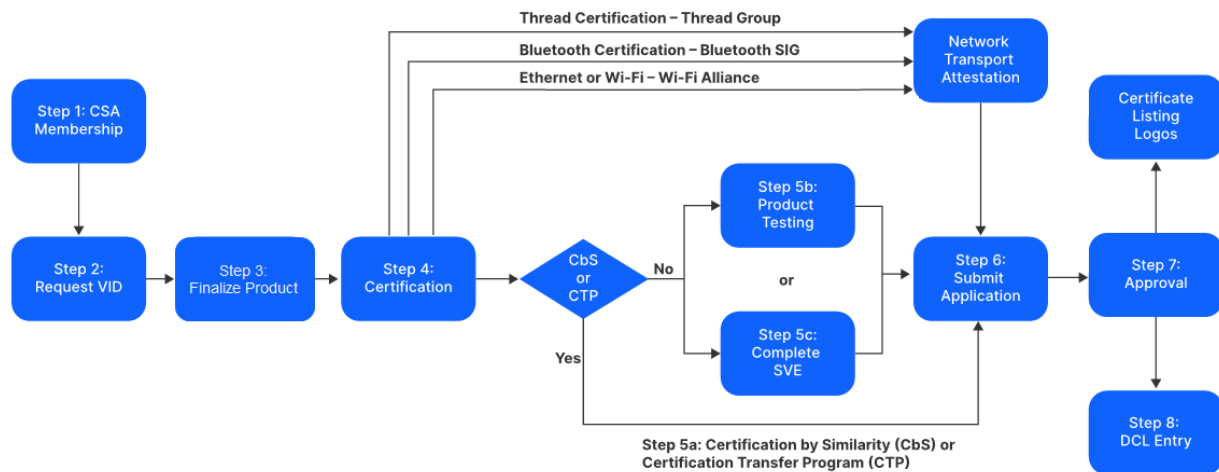 Thread Certification – Thread Group
Bluetooth Certification – Bluetooth SIG
Ethernet or Wi-Fi – Wi-Fi Alliance
Network
Transport
Attestation
Step 1: CSA
Membership
Certificate
Listing
Logos
Step 2:
Request VID
Step 3:
Finalize Product
Step 4:
Certification
CbS
or
CTP
No
Yes
Step 5b:
Product
Testing
or
Step 5c:
Complete
SVE
Step 6:
Submit
Application
Step 7:
Approval
Step 8:
DCL Entry
Step 5a: Certification by Similarity (CbS) or
Certification Transfer Program (CTP)